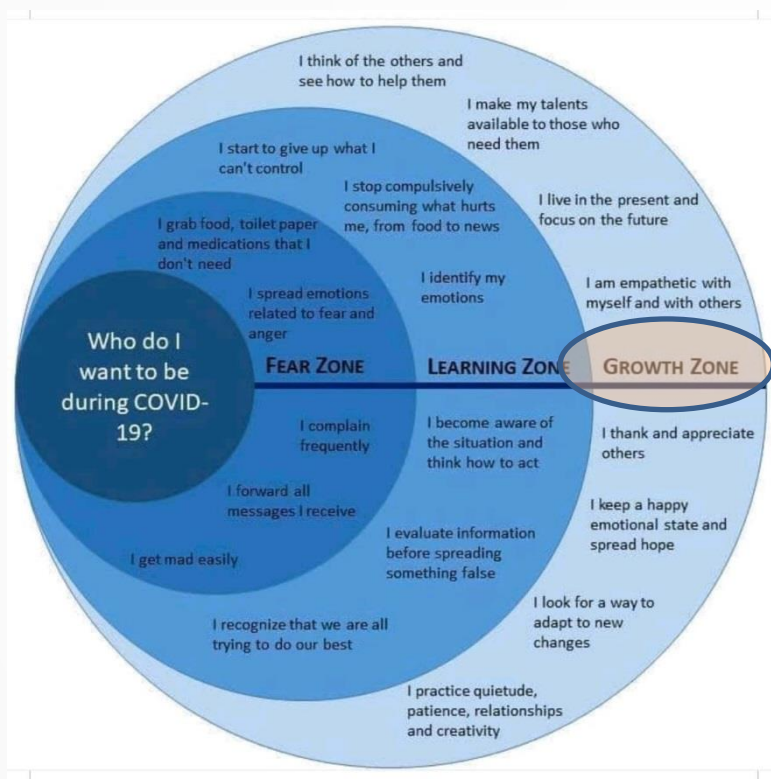 I think of the others and
see how to help them
I make my talents
available to those who
need them
I start to give up what I
can't control
I stop compulsively
consuming what hurts
me, from food to news
I live in the present and
focus on the future
I grab food, toilet paper
and medications that I
don't need
I identify my
emotions
I am empathetic with
myself and with others
I spread emotions
related to fear and
anger
Who do I
want to be
during COVID-
19?
FEAR ZONE
LEARNING ZONE
GROWTH ZONE
I complain
frequently
I become aware of
the situation and
think how to act
I thank and appreciate
others
I forward all
messages I receive
I keep a happy
emotional state and
spread hope
I get mad easily
I evaluate information
before spreading
something false
I look for a way to
adapt to new
changes
I recognize that we are all
trying to do our best
I practice quietude,
patience, relationships
and creativity